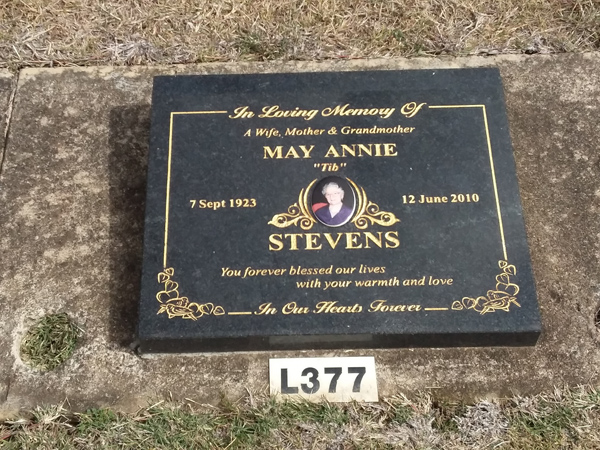 In Loving Memory Of
A Wife, Mother & Grandmother
MAY ANNIE
"Tib"
7 Sept 1923 12 June 2010
STEVENS
You forever blessed our lives
with your warmth and love
In Our Hearts Forever
L377